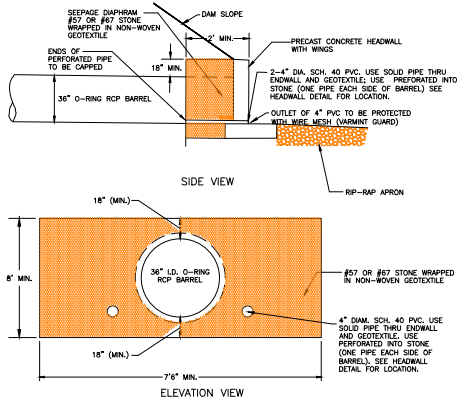 SEEPAGE DIAPHRAM
#57 OR #67 STONE
WRAPPED IN NON-WOVEN
GEOTEXTILE
DAM SLOPE
2' MIN.
ENDS OF
PERFORATED PIPE
TO BE CAPPED
18" MIN.
PRECAST CONCRETE HEADWALL
WITH WINGS
2-4" DIA. SCH. 40 PVC. USE SOLID PIPE THRU
ENDWALL AND GEOTEXTILE; USE PREFORATED INTO
STONE (ONE PIPE EACH SIDE OF BARREL) SEE
HEADWALL DETAIL FOR LOCATION.
36" O-RING RCP BARREL
OUTLET OF 4" PVC TO BE PROTECTED
WITH WIRE MESH (VARMINT GUARD)
SIDE VIEW
RIP-RAP APRON
18" (MIN.)
8' MIN.
36" I.D. O-RING
RCP BARREL
#57 OR #67 STONE WRAPPED
IN NON-WOVEN GEOTEXTILE
4" DIAM. SCH. 40 PVC. USE
SOLID PIPE THRU ENDWALL
AND GEOTEXTILE. USE
PERFORATED INTO STONE
(ONE PIPE EACH SIDE OF
BARREL). SEE HEADWALL
DETAIL FOR LOCATION.
18" (MIN.)
7'6" MIN.
ELEVATION VIEW